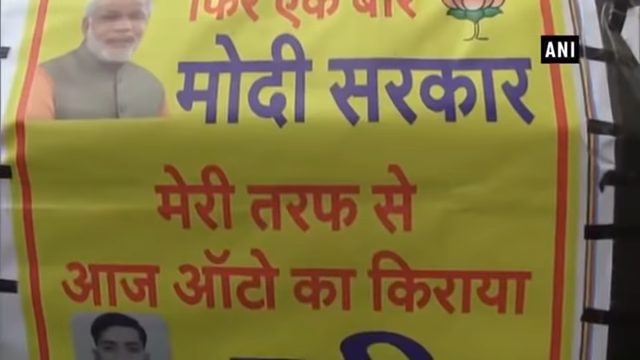 फिर एक बार
ANI
मोदी सरकार
मेरी तरफ से
आज ऑटो का किराया